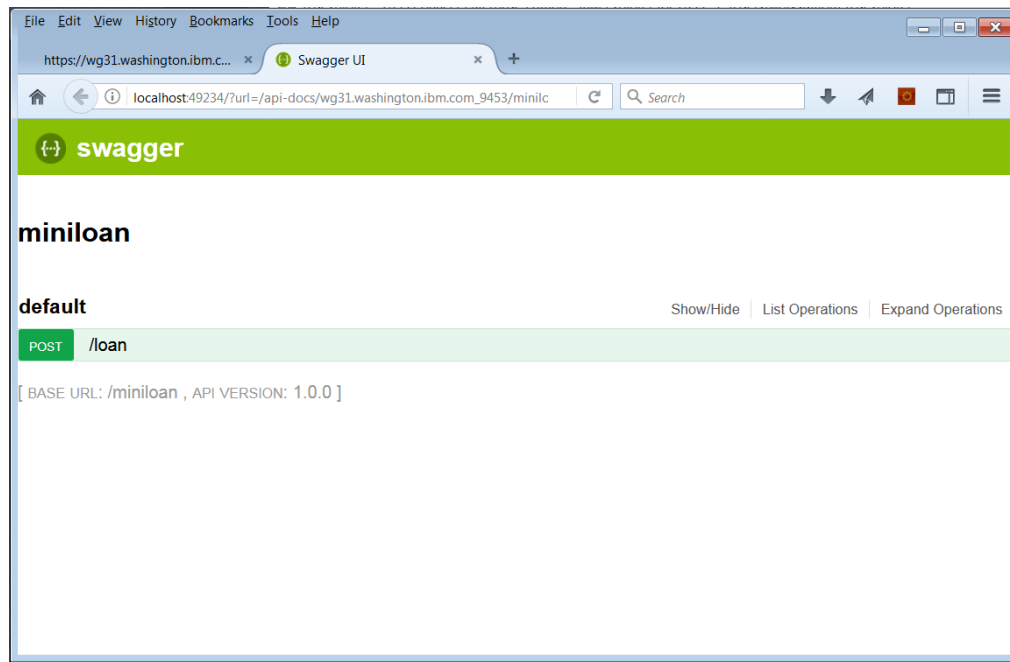 File Edit View History Bookmarks Tools Help
https://wg31.washington.ibm.c... × Swagger UI × +
localhost:49234/?url=/api-docs/wg31.washington.ibm.com_9453/minilc Search
{···} swagger
miniloan
default Show/Hide List Operations Expand Operations
POST /loan
[ BASE URL: /miniloan , API VERSION: 1.0.0 ]